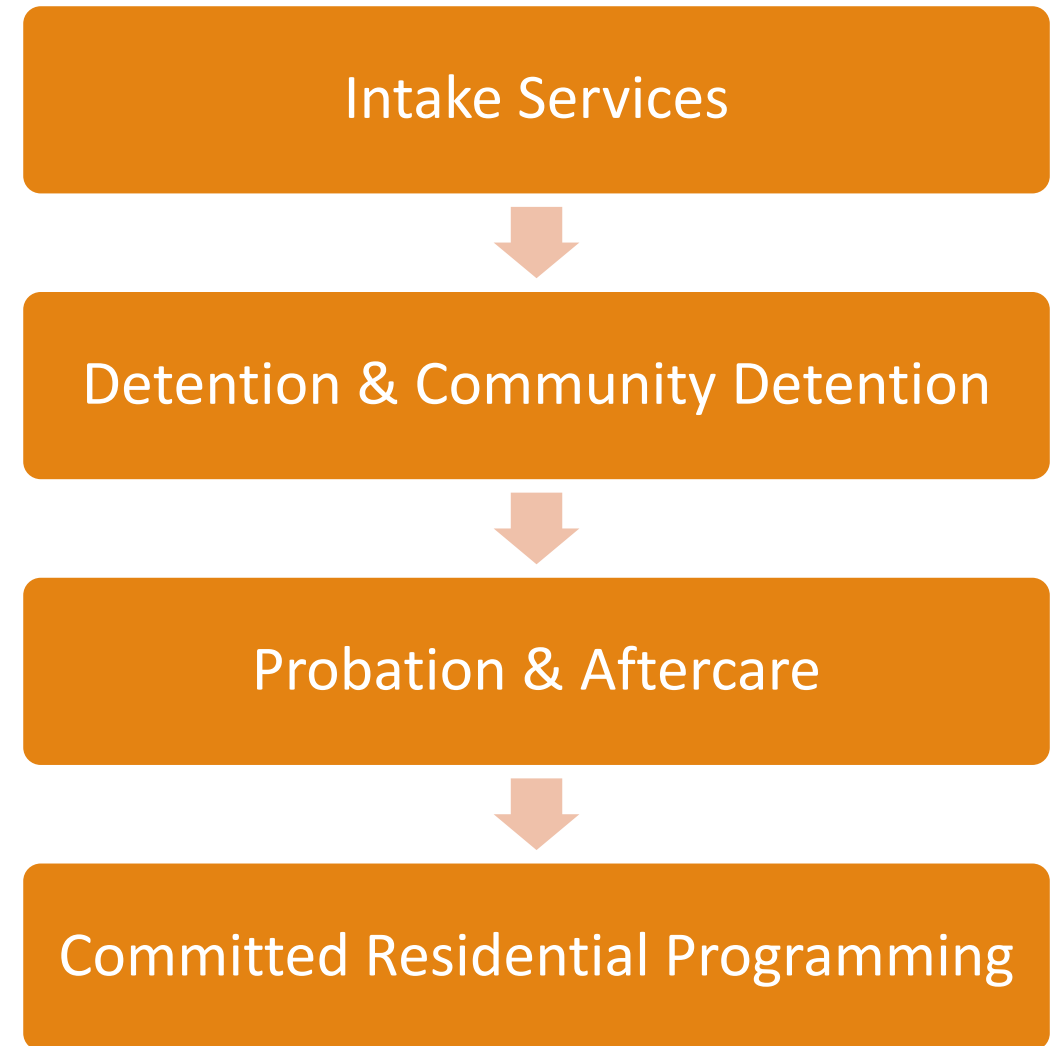 Intake Services
Detention & Community Detention
Probation & Aftercare
Committed Residential Programming